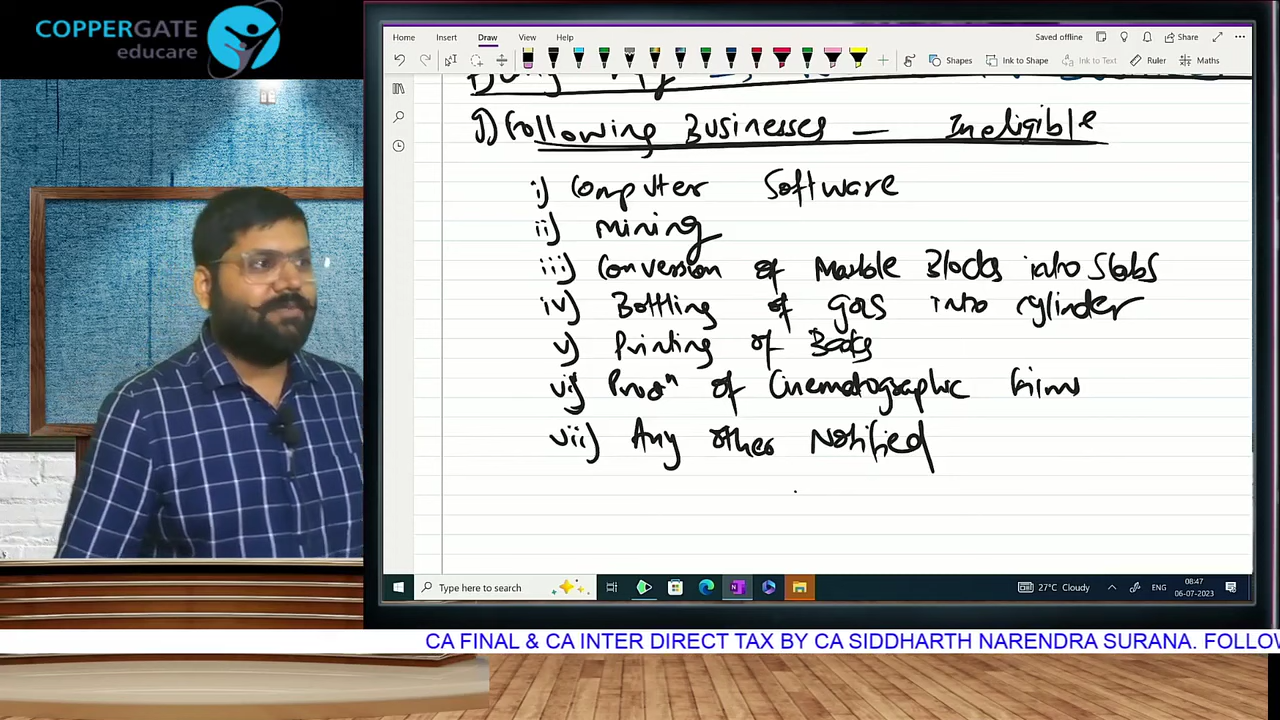 COPPERGATE
educare
Home Insert Draw View Help
Saved offline
Share
Shapes
Ink to Shape
Ink to Text
Ruler
Maths
1) Following Businesses – Ineligible
i) Computer Software
ii) Mining
iii) Conversion of Marble Blocks into Slabs
iv) Bottling of gas into cylinder
v) Printing of Books
vi) Prodⁿ of Cinematographic films
vii) Any other Notified
Type here to search
27°C Cloudy
ENG
08:47
06-07-2023
CA FINAL & CA INTER DIRECT TAX BY CA SIDDHARTH NARENDRA SURANA. FOLLOW